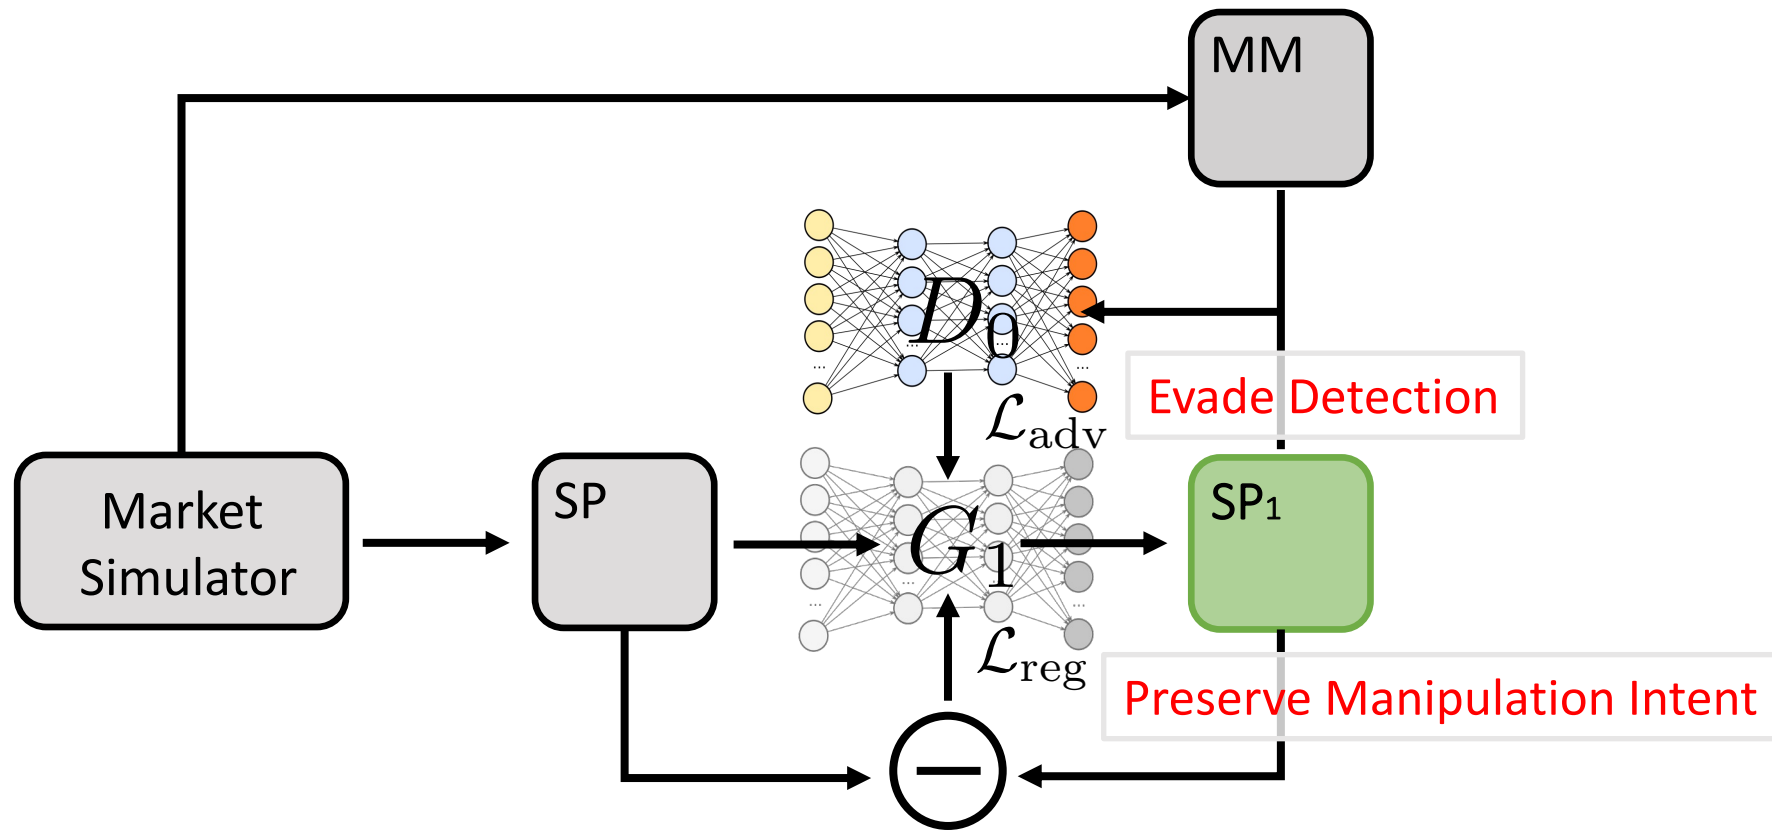 MM
D0
Evade Detection
ℒadv
Market
Simulator
SP
G1
SP1
ℒreg
Preserve Manipulation Intent
−